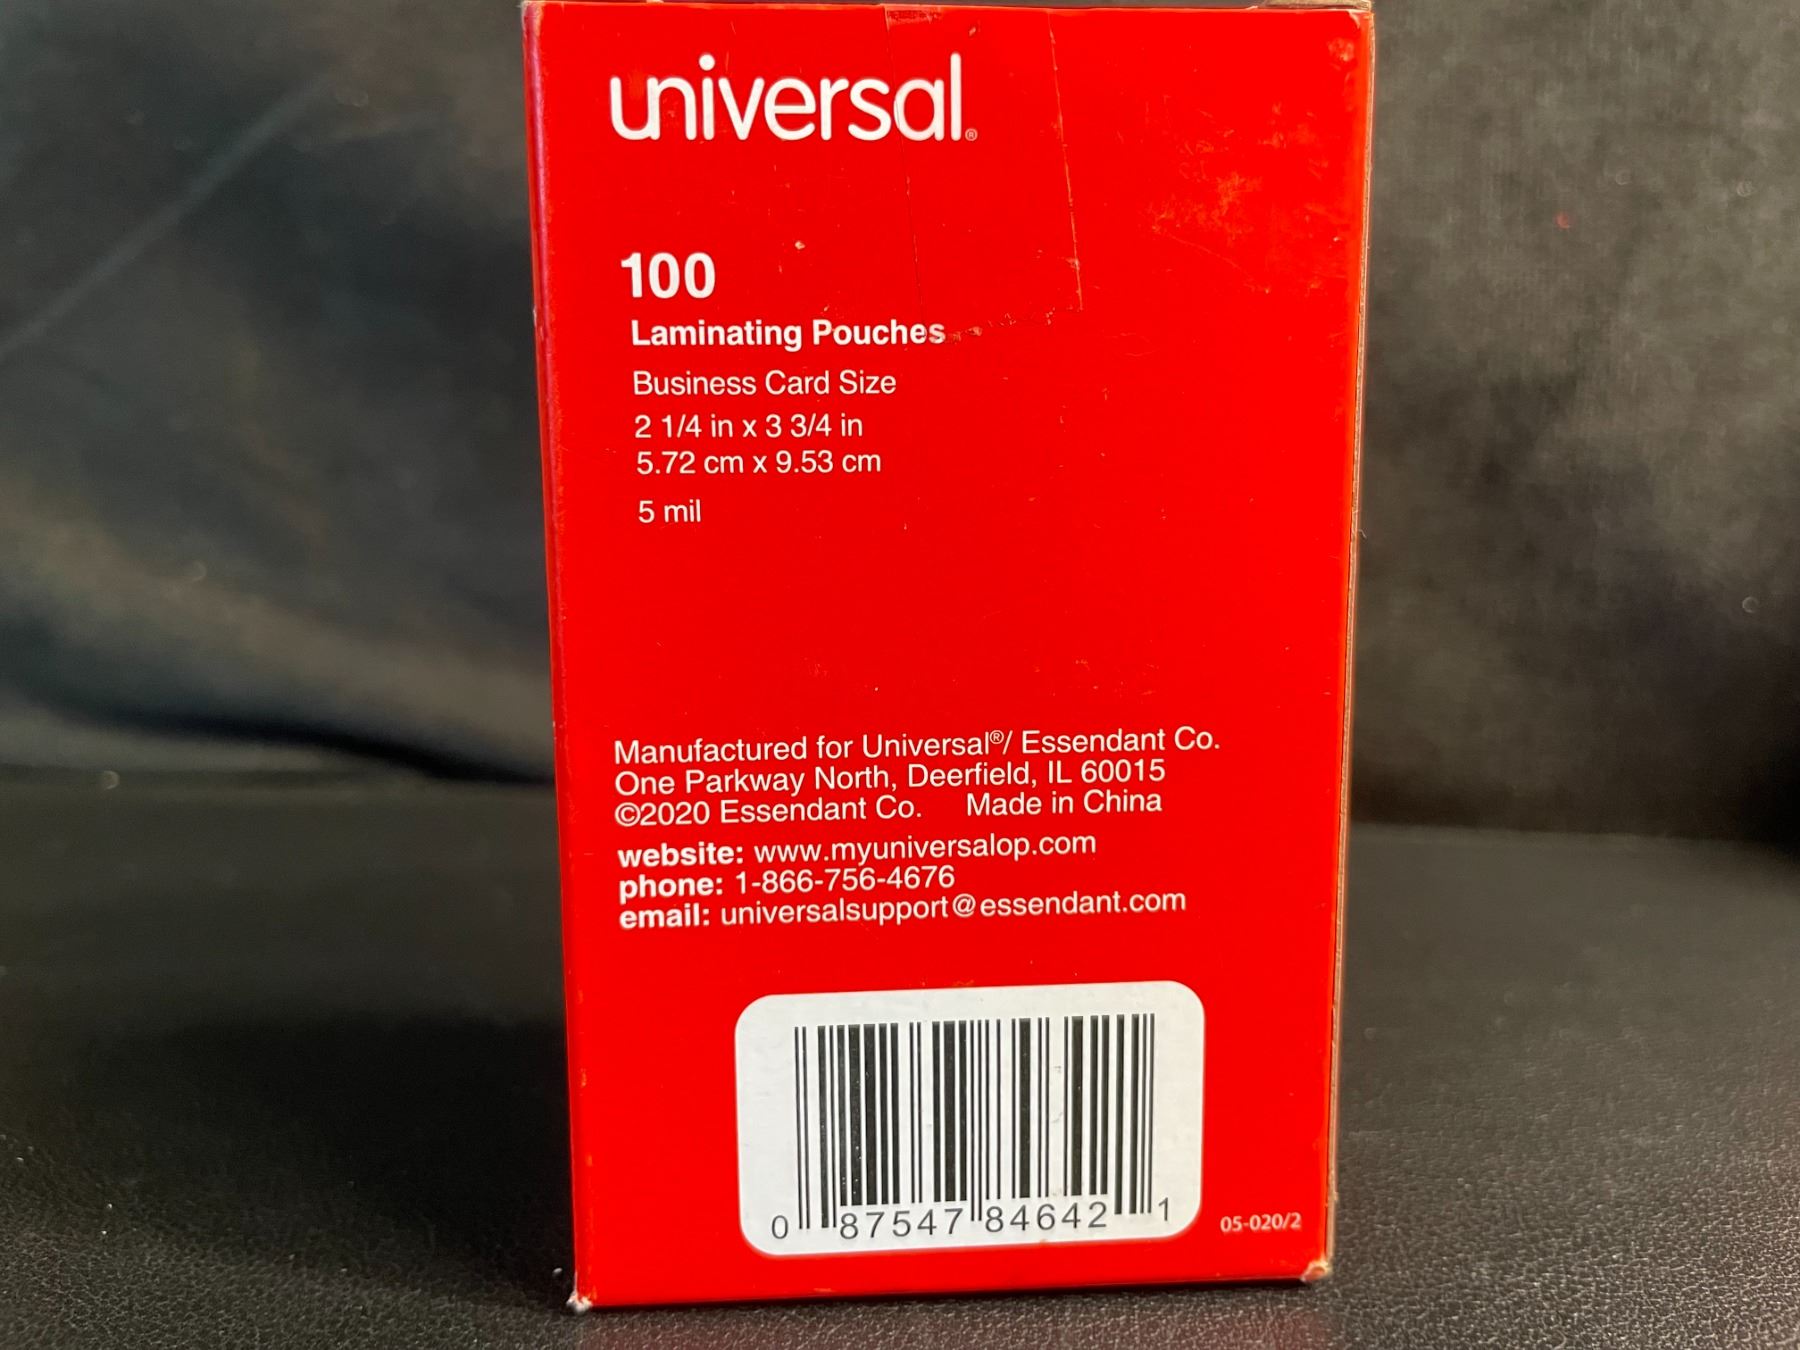 universal®
100
Laminating Pouches
Business Card Size
2 1/4 in x 3 3/4 in
5.72 cm x 9.53 cm
5 mil
Manufactured for Universal®/ Essendant Co.
One Parkway North, Deerfield, IL 60015
©2020 Essendant Co. Made in China
website: www.myuniversalop.com
phone: 1-866-756-4676
email: universalsupport@essendant.com
0 87547 84642 1
05-020/2